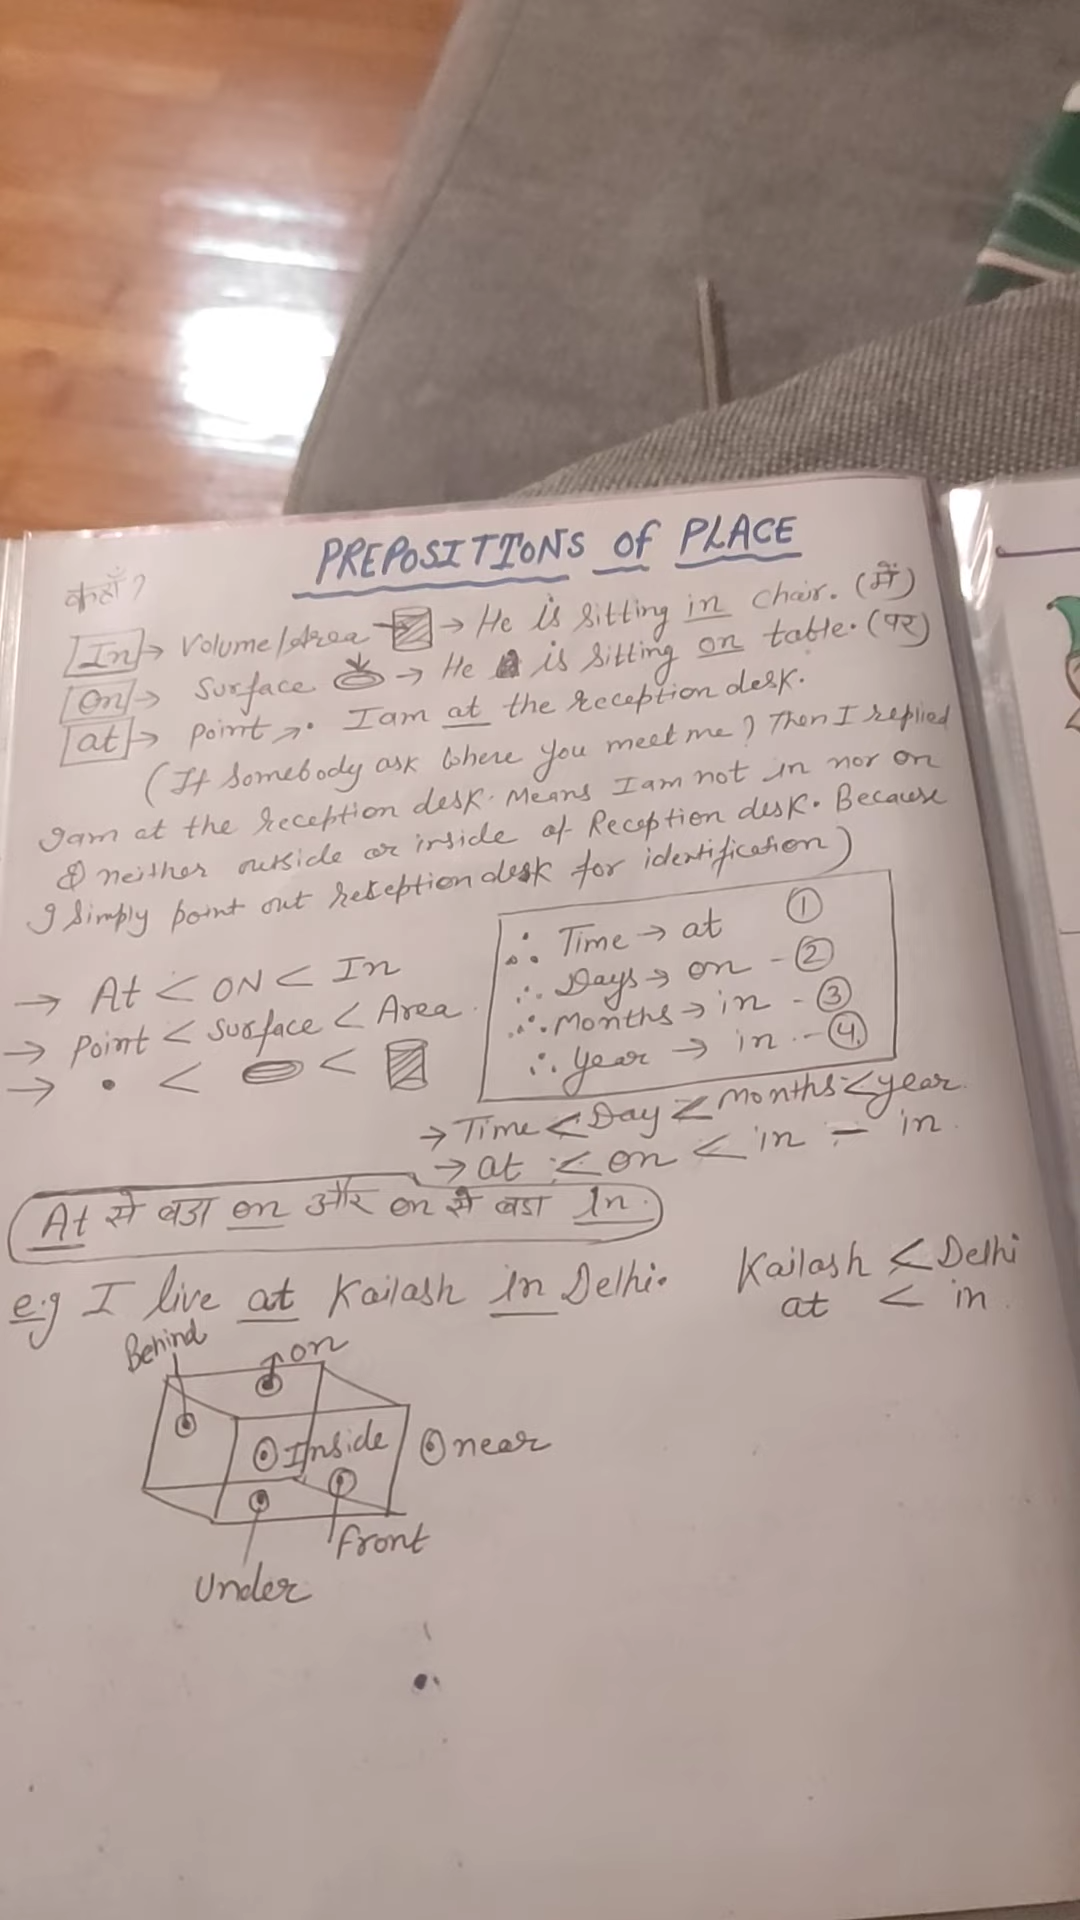 PREPOSITTIONS of PLACE
कहाँ?
In → Volume/Area → He is sitting in chair. (में)
On → Surface → He is sitting on table. (पर)
at → point → . I am at the reception desk.
(If somebody ask where you meet me? Then I replied
I am at the reception desk. Means I am not in nor on
& neither outside or inside of Reception desk. Because
I simply point out reception desk for identification)
→ At < ON < In
→ Point < Surface < Area
→ • < <
∴ Time → at ①
∴ Days → on - ②
∴ Months → in - ③
∴ Year → in - ④
→ Time < Day < Months < year
→ at < on < in - in
At से बडा on और on से बडा In.
e.g I live at Kailash in Delhi. Kailash < Delhi
at < in
Behind
on
Inside
near
front
Under